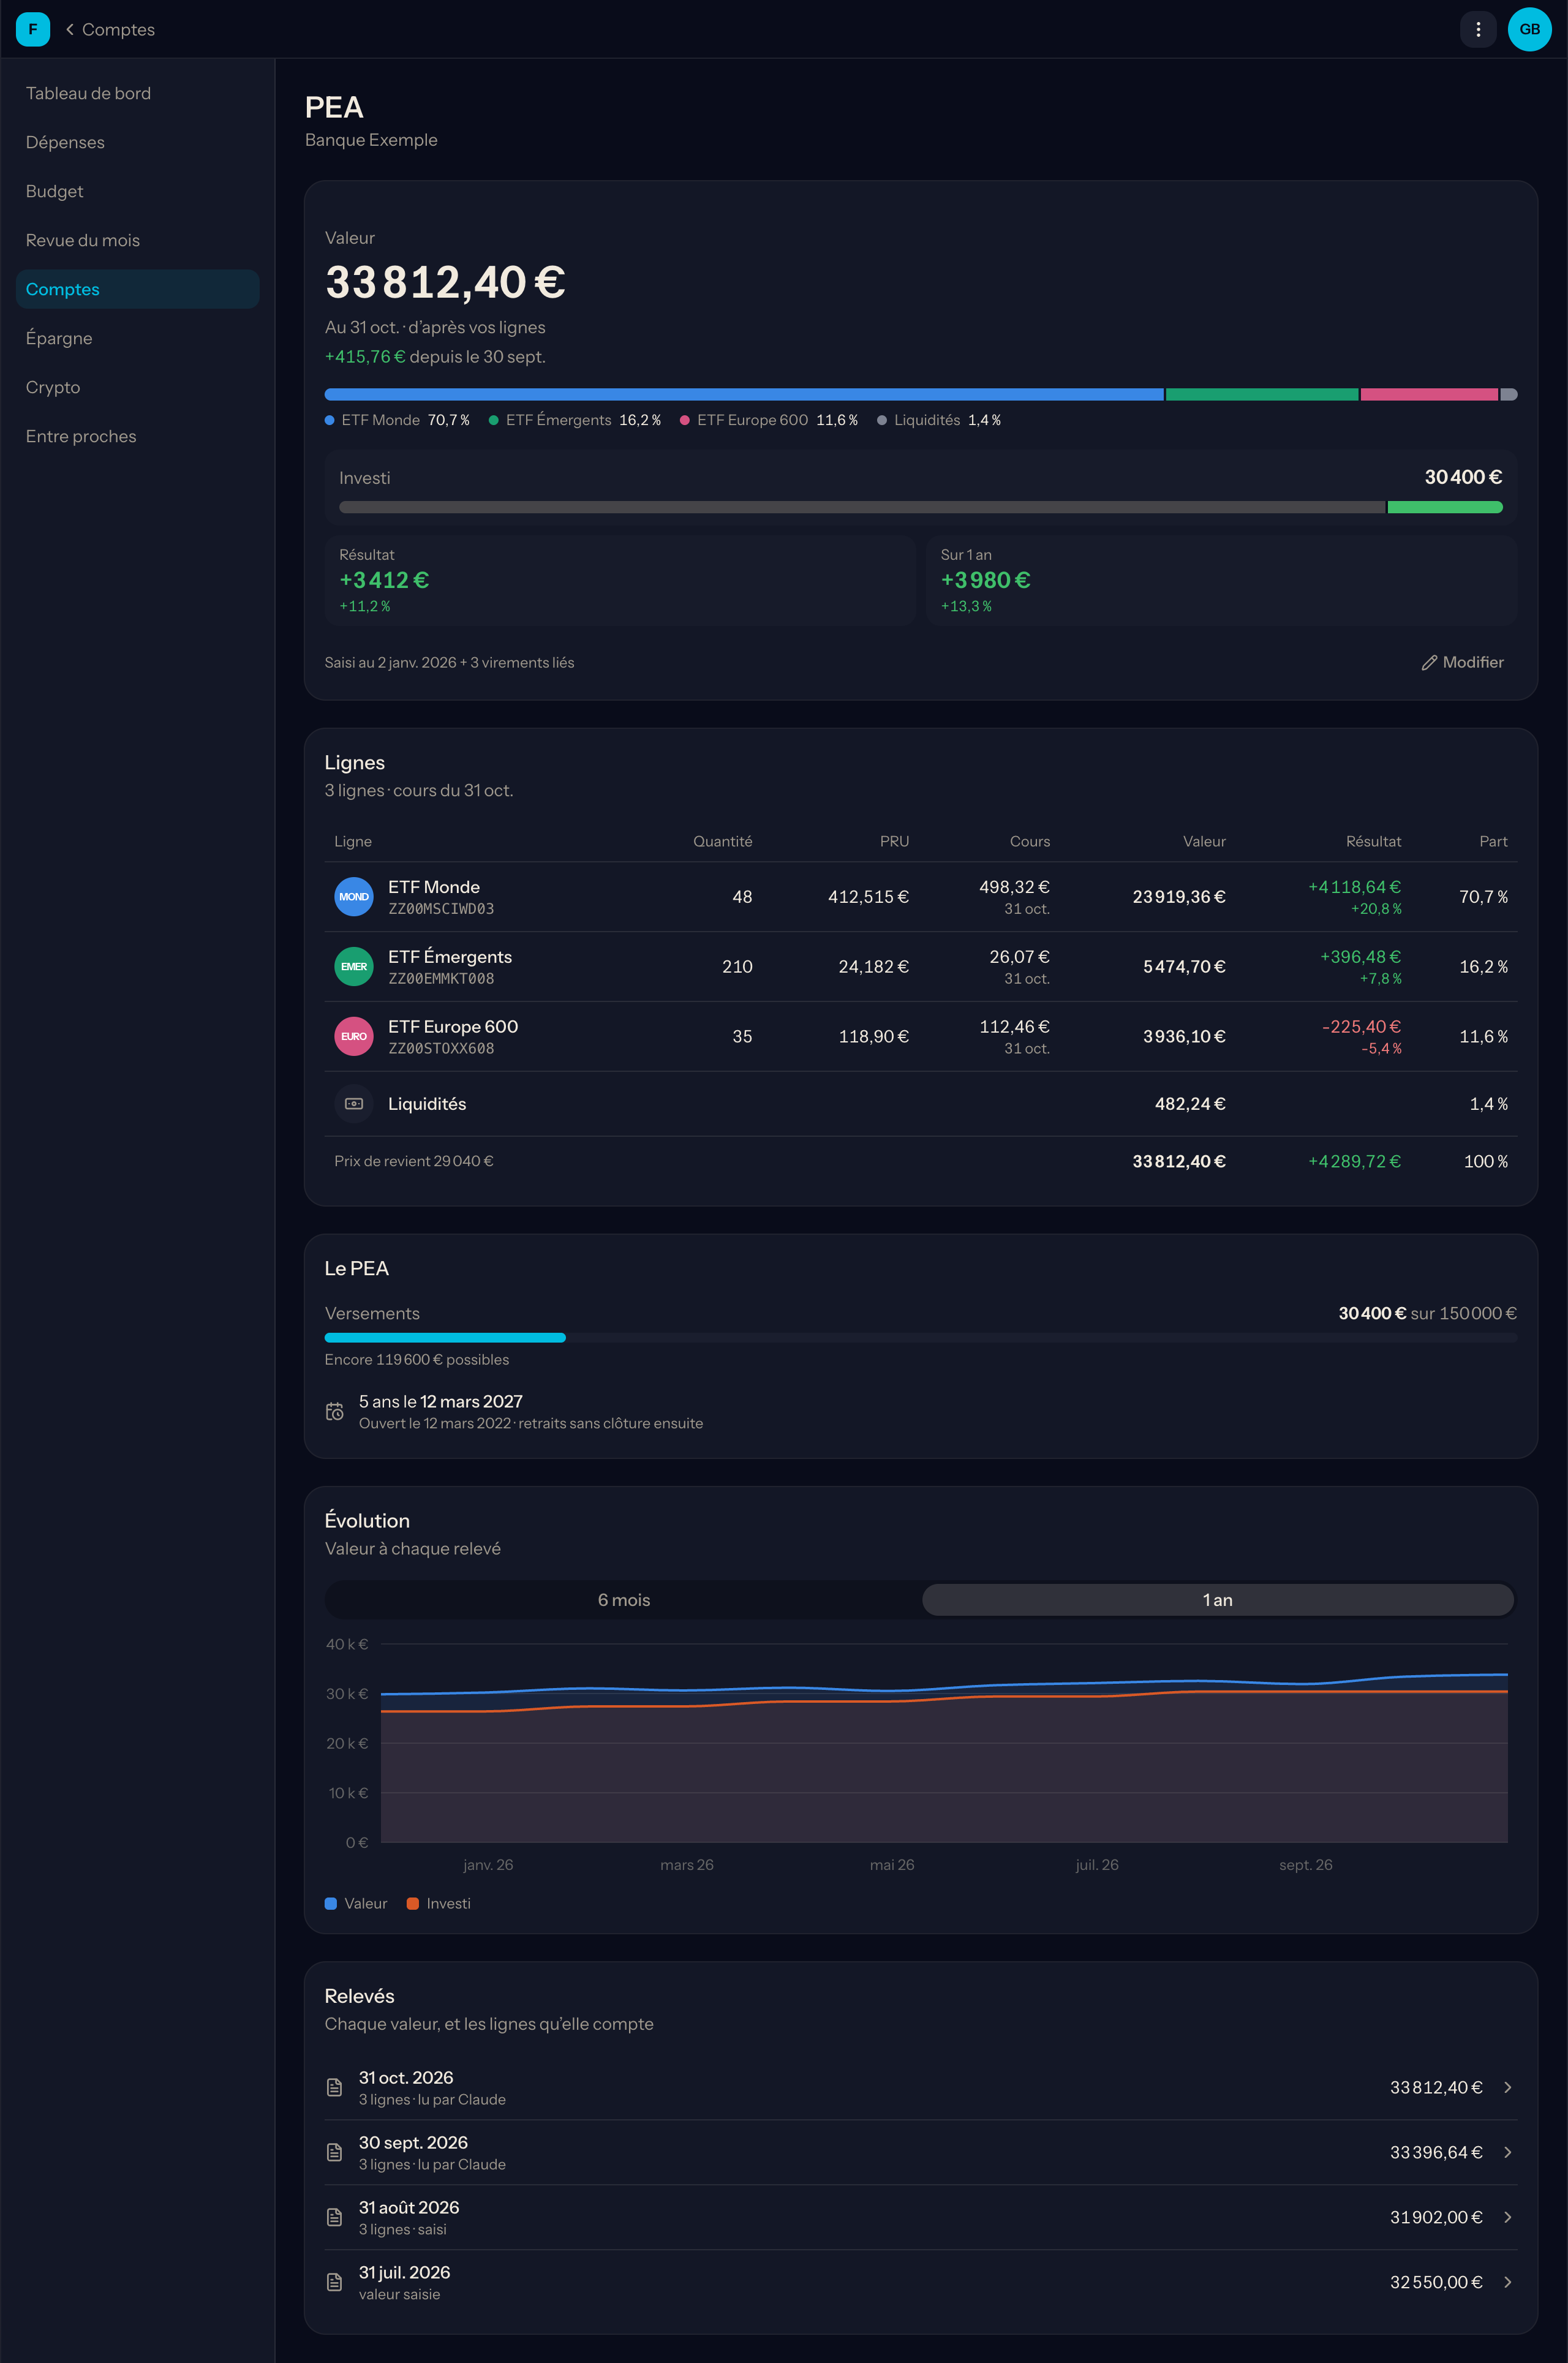 F
Comptes
GB
Tableau de bord
Dépenses
Budget
Revue du mois
Comptes
Épargne
Crypto
Entre proches
PEA
Banque Exemple
Valeur
33 812,40 €
Au 31 oct. · d’après vos lignes
+415,76 € depuis le 30 sept.
ETF Monde 70,7 % ETF Émergents 16,2 % ETF Europe 600 11,6 % Liquidités 1,4 %
Investi 30 400 €
Résultat
+3 412 €
+11,2 %
Sur 1 an
+3 980 €
+13,3 %
Saisi au 2 janv. 2026 + 3 virements liés
Modifier
Lignes
3 lignes · cours du 31 oct.
Ligne Quantité PRU Cours Valeur Résultat Part
MOND ETF Monde 48 412,515 € 498,32 € 23 919,36 € +4 118,64 € 70,7 %
ZZ00MSCIWD03 31 oct. +20,8 %
EMER ETF Émergents 210 24,182 € 26,07 € 5 474,70 € +396,48 € 16,2 %
ZZ00EMMKT008 31 oct. +7,8 %
EURO ETF Europe 600 35 118,90 € 112,46 € 3 936,10 € -225,40 € 11,6 %
ZZ00STOXX608 31 oct. -5,4 %
Liquidités 482,24 € 1,4 %
Prix de revient 29 040 € 33 812,40 € +4 289,72 € 100 %
Le PEA
Versements 30 400 € sur 150 000 €
Encore 119 600 € possibles
5 ans le 12 mars 2027
Ouvert le 12 mars 2022 · retraits sans clôture ensuite
Évolution
Valeur à chaque relevé
6 mois 1 an
40 k €
30 k €
20 k €
10 k €
0 €
janv. 26 mars 26 mai 26 juil. 26 sept. 26
Valeur Investi
Relevés
Chaque valeur, et les lignes qu’elle compte
31 oct. 2026
3 lignes · lu par Claude
33 812,40 €
30 sept. 2026
3 lignes · lu par Claude
33 396,64 €
31 août 2026
3 lignes · saisi
31 902,00 €
31 juil. 2026
valeur saisie
32 550,00 €